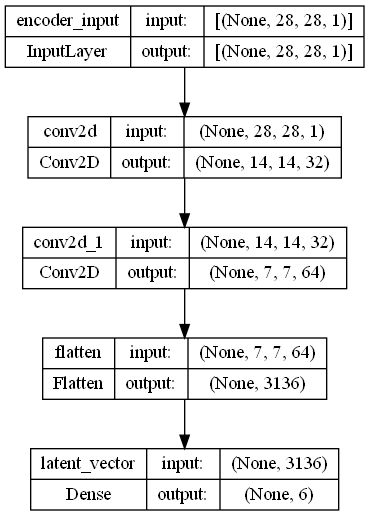 encoder_input input: [(None, 28, 28, 1)]
InputLayer output: [(None, 28, 28, 1)]
conv2d input: (None, 28, 28, 1)
Conv2D output: (None, 14, 14, 32)
conv2d_1 input: (None, 14, 14, 32)
Conv2D output: (None, 7, 7, 64)
flatten input: (None, 7, 7, 64)
Flatten output: (None, 3136)
latent_vector input: (None, 3136)
Dense output: (None, 6)